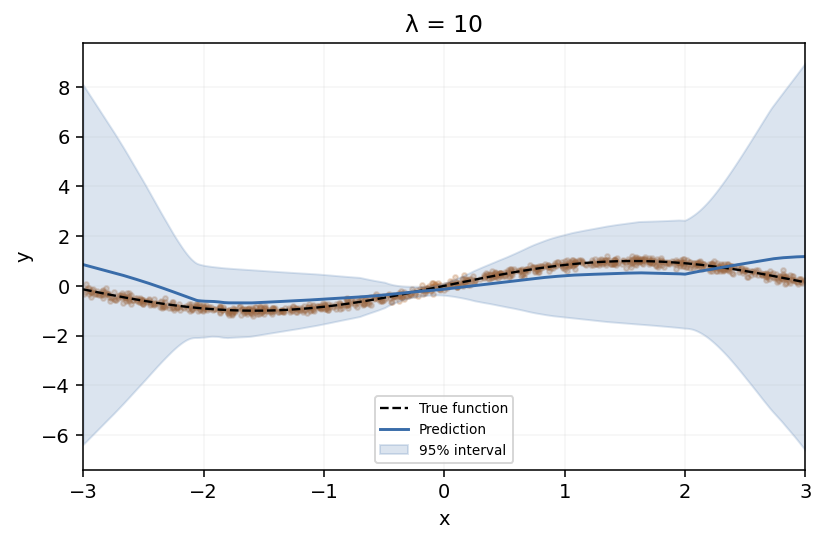 λ = 10
y
8
6
4
2
0
−2
−4
−6
True function
Prediction
95% interval
−3 −2 −1 0 1 2 3
x